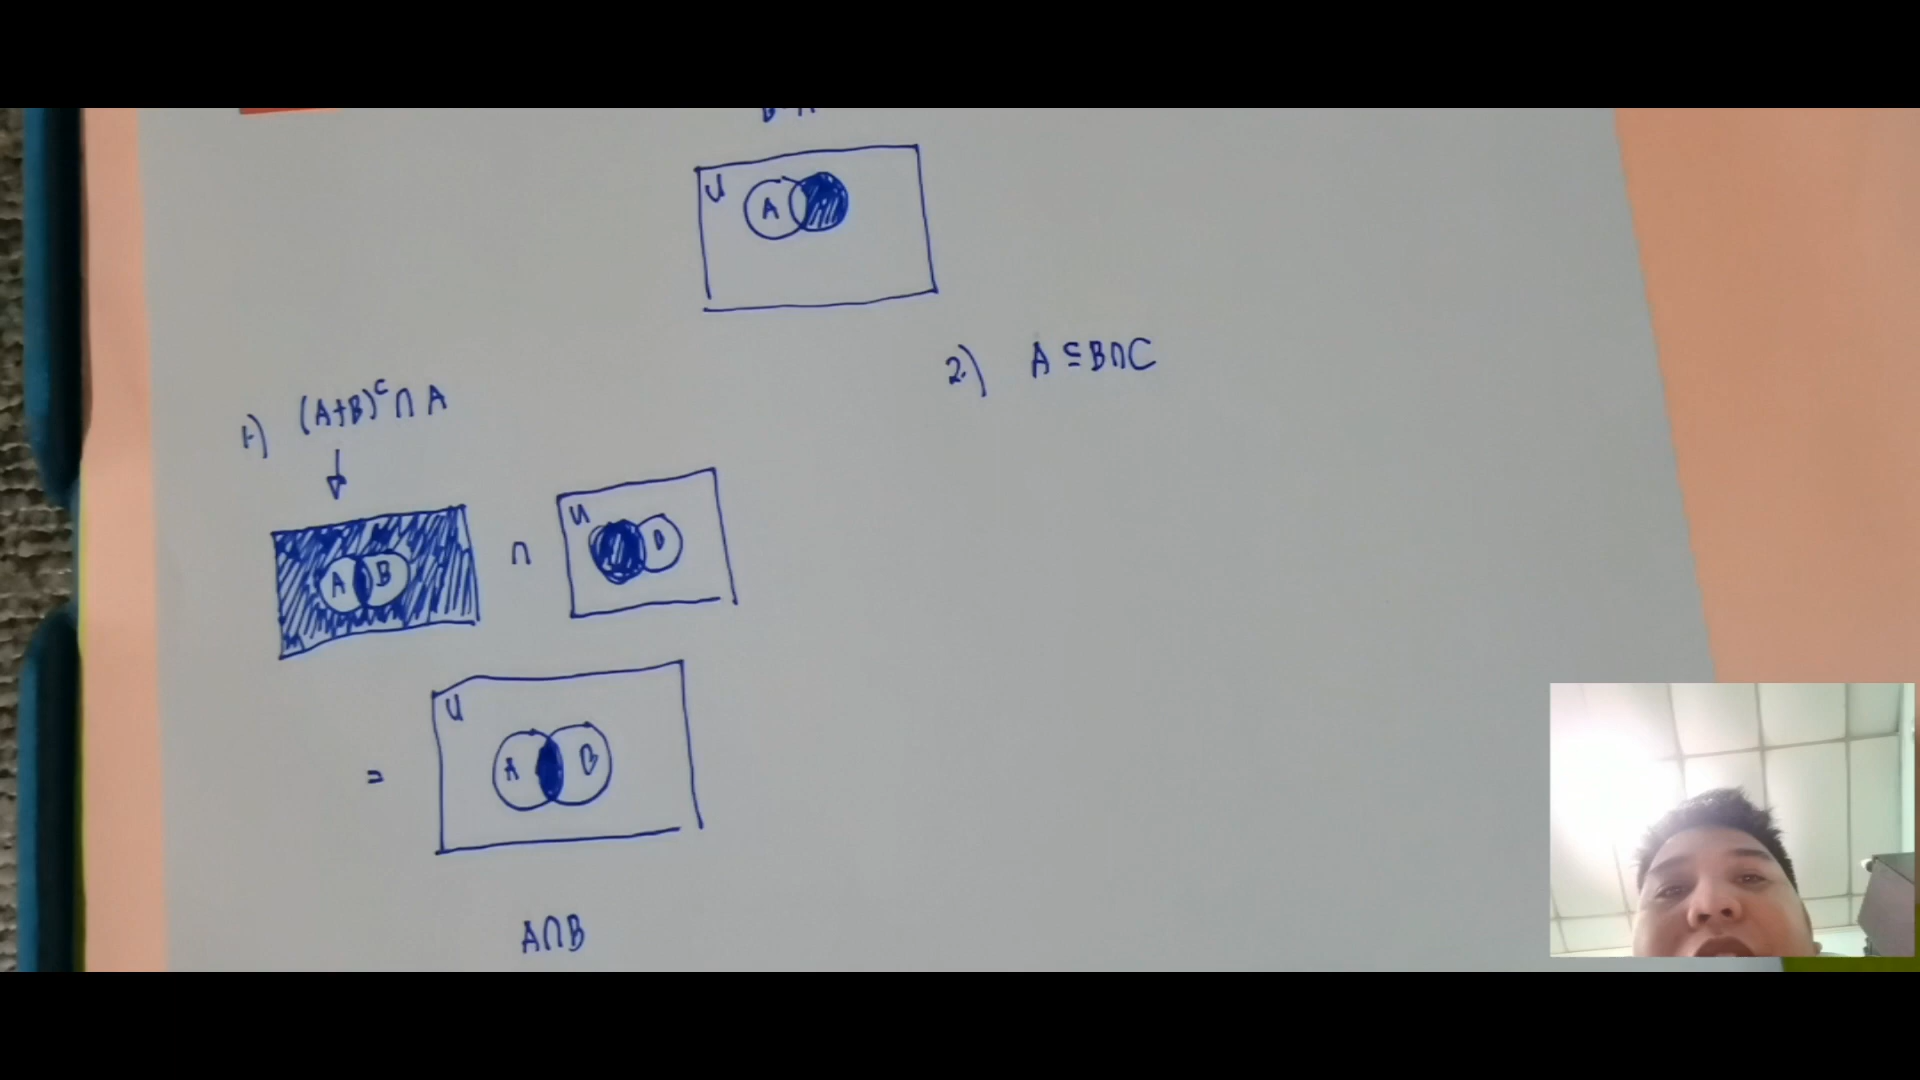 U
A
2.) A ⊆ B∩C
1.) (A+B)ᶜ ∩ A
A B ∩ U B
= U
A B
A∩B